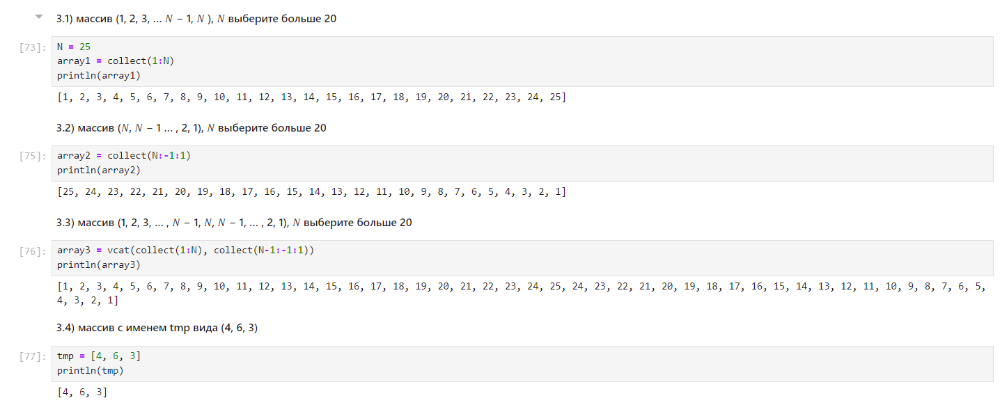 3.1) массив (1, 2, 3, ... N − 1, N ), N выберите больше 20
[73]:
N = 25
array1 = collect(1:N)
println(array1)
[1, 2, 3, 4, 5, 6, 7, 8, 9, 10, 11, 12, 13, 14, 15, 16, 17, 18, 19, 20, 21, 22, 23, 24, 25]
3.2) массив (N, N − 1 ... , 2, 1), N выберите больше 20
[75]:
array2 = collect(N:-1:1)
println(array2)
[25, 24, 23, 22, 21, 20, 19, 18, 17, 16, 15, 14, 13, 12, 11, 10, 9, 8, 7, 6, 5, 4, 3, 2, 1]
3.3) массив (1, 2, 3, ... , N − 1, N, N − 1, ... , 2, 1), N выберите больше 20
[76]:
array3 = vcat(collect(1:N), collect(N-1:-1:1))
println(array3)
[1, 2, 3, 4, 5, 6, 7, 8, 9, 10, 11, 12, 13, 14, 15, 16, 17, 18, 19, 20, 21, 22, 23, 24, 25, 24, 23, 22, 21, 20, 19, 18, 17, 16, 15, 14, 13, 12, 11, 10, 9, 8, 7, 6, 5,
4, 3, 2, 1]
3.4) массив с именем tmp вида (4, 6, 3)
[77]:
tmp = [4, 6, 3]
println(tmp)
[4, 6, 3]